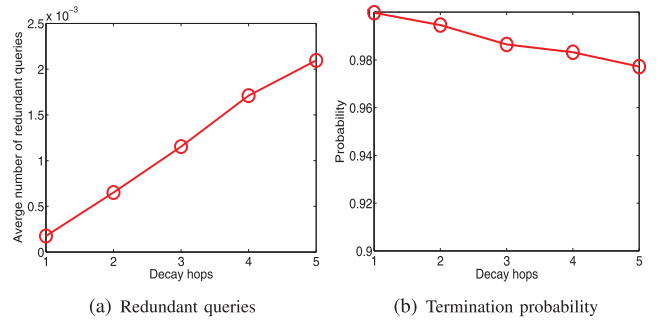 2.5 x 10⁻³
2
1.5
1
0.5
0
1 2 3 4 5
Decay hops
Averge number of redundant queries
(a) Redundant queries
0.98
0.96
0.94
0.92
0.9
1 2 3 4 5
Decay hops
Probability
(b) Termination probability